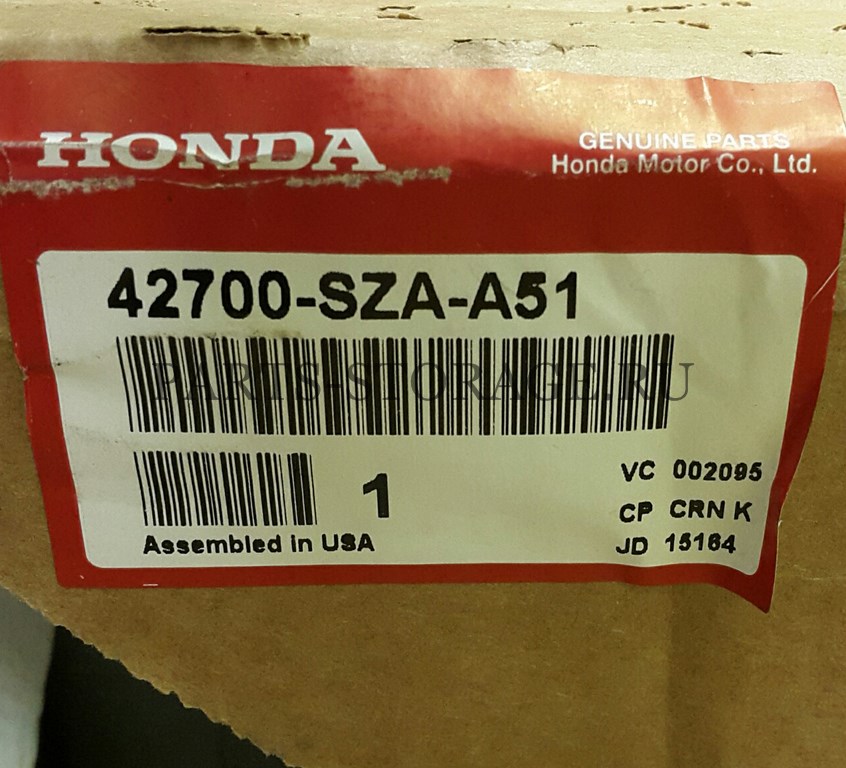 HONDA
GENUINE PARTS
Honda Motor Co., Ltd.
42700-SZA-A51
PARTS-STORAGE.RU
1
VC 002095
CP CRN K
JD 15164
Assembled in USA